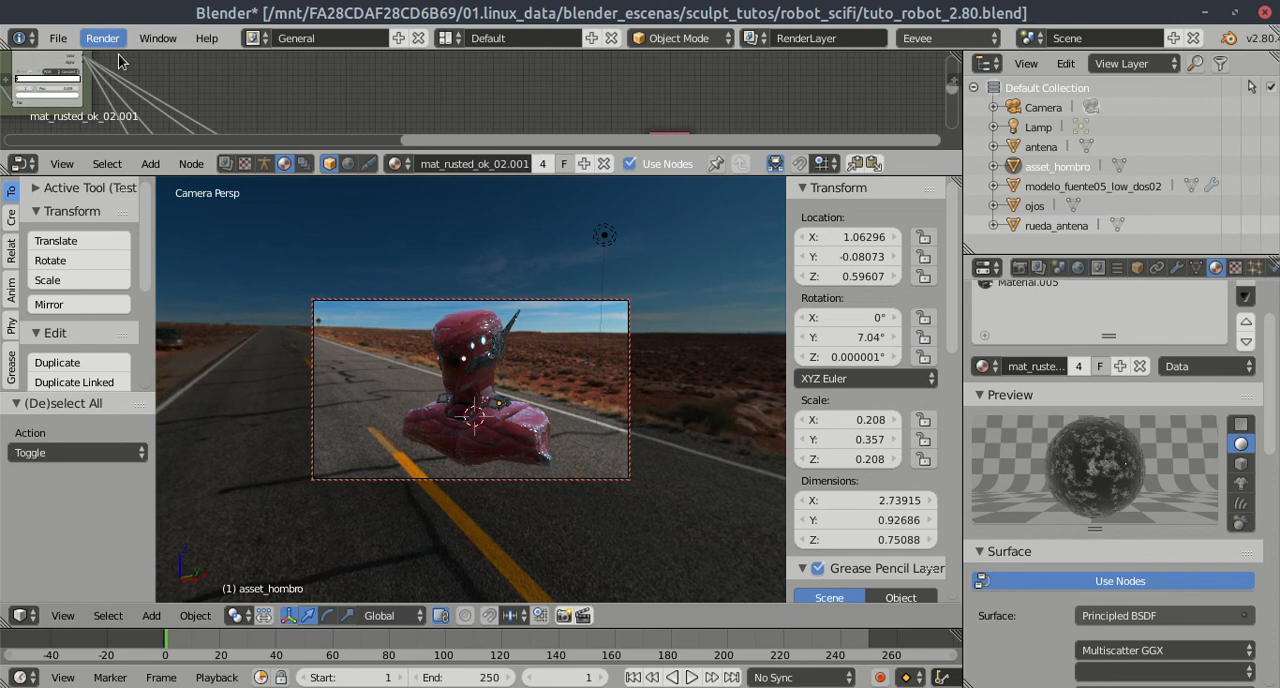 Blender* [/mnt/FA28CDAF28CD6B69/01.linux_data/blender_escenas/sculpt_tutos/robot_scifi/tuto_robot_2.80.blend]
File Render Window Help General Default Object Mode RenderLayer Eevee Scene v2.80.
mat_rusted_ok_02.001
View Select Add Node mat_rusted_ok_02.001 4 F Use Nodes
View Edit View Layer
Default Collection
Camera
Lamp
antena
asset_hombro
modelo_fuente05_low_dos02
ojos
rueda_antena
To
Cre
Relat
Anim
Phy
Grease
Active Tool (Test
Transform
Translate
Rotate
Scale
Mirror
Edit
Duplicate
Duplicate Linked
(De)select All
Action
Toggle
Camera Persp
(1) asset_hombro
Transform
Location:
X: 1.06296
Y: -0.08073
Z: 0.59607
Rotation:
X: 0°
Y: 7.04°
Z: 0.000001°
XYZ Euler
Scale:
X: 0.208
Y: 0.357
Z: 0.208
Dimensions:
X: 2.73915
Y: 0.92686
Z: 0.75088
Grease Pencil Layer
Scene Object
Material.005
mat_ruste... 4 F Data
Preview
Surface
Use Nodes
Surface: Principled BSDF
Multiscatter GGX
View Select Add Object Global
-40 -20 0 20 40 60 80 100 120 140 160 180 200 220 240 260
View Marker Frame Playback Start: 1 End: 250 1 No Sync